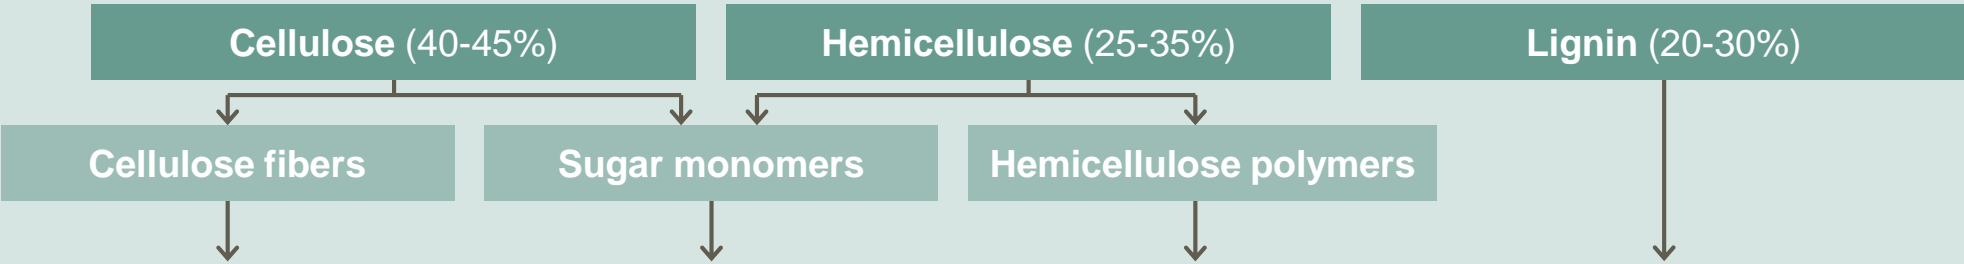 Cellulose (40-45%)
Hemicellulose (25-35%)
Lignin (20-30%)
Cellulose fibers
Sugar monomers
Hemicellulose polymers